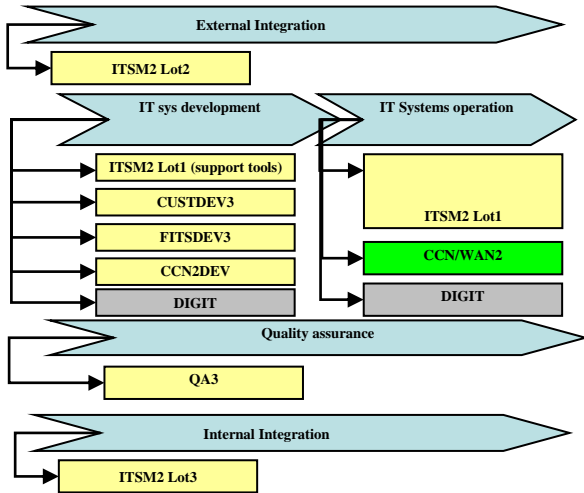 External Integration
ITSM2 Lot2
IT sys development
IT Systems operation
ITSM2 Lot1 (support tools)
CUSTDEV3
FITSDEV3
CCN2DEV
DIGIT
ITSM2 Lot1
CCN/WAN2
DIGIT
Quality assurance
QA3
Internal Integration
ITSM2 Lot3